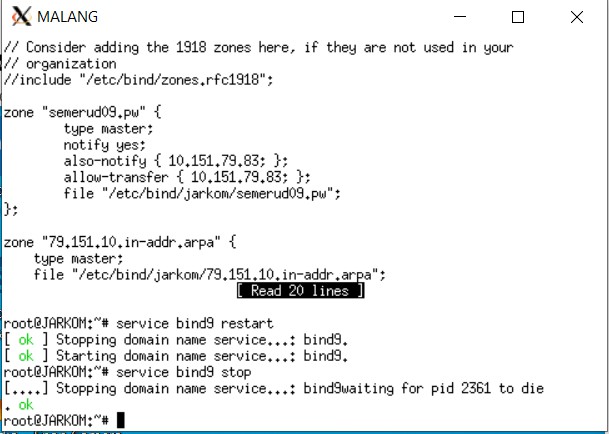 MALANG
// Consider adding the 1918 zones here, if they are not used in your
// organization
//include "/etc/bind/zones.rfc1918";
zone "semerud09.pw" {
type master;
notify yes;
also-notify { 10.151.79.83; };
allow-transfer { 10.151.79.83; };
file "/etc/bind/jarkom/semerud09.pw";
};
zone "79.151.10.in-addr.arpa" {
type master;
file "/etc/bind/jarkom/79.151.10.in-addr.arpa";
[ Read 20 lines ]
root@JARKOM:~# service bind9 restart
[ ok ] Stopping domain name service...: bind9.
[ ok ] Starting domain name service...: bind9.
root@JARKOM:~# service bind9 stop
[....] Stopping domain name service...: bind9waiting for pid 2361 to die
. ok
root@JARKOM:~#